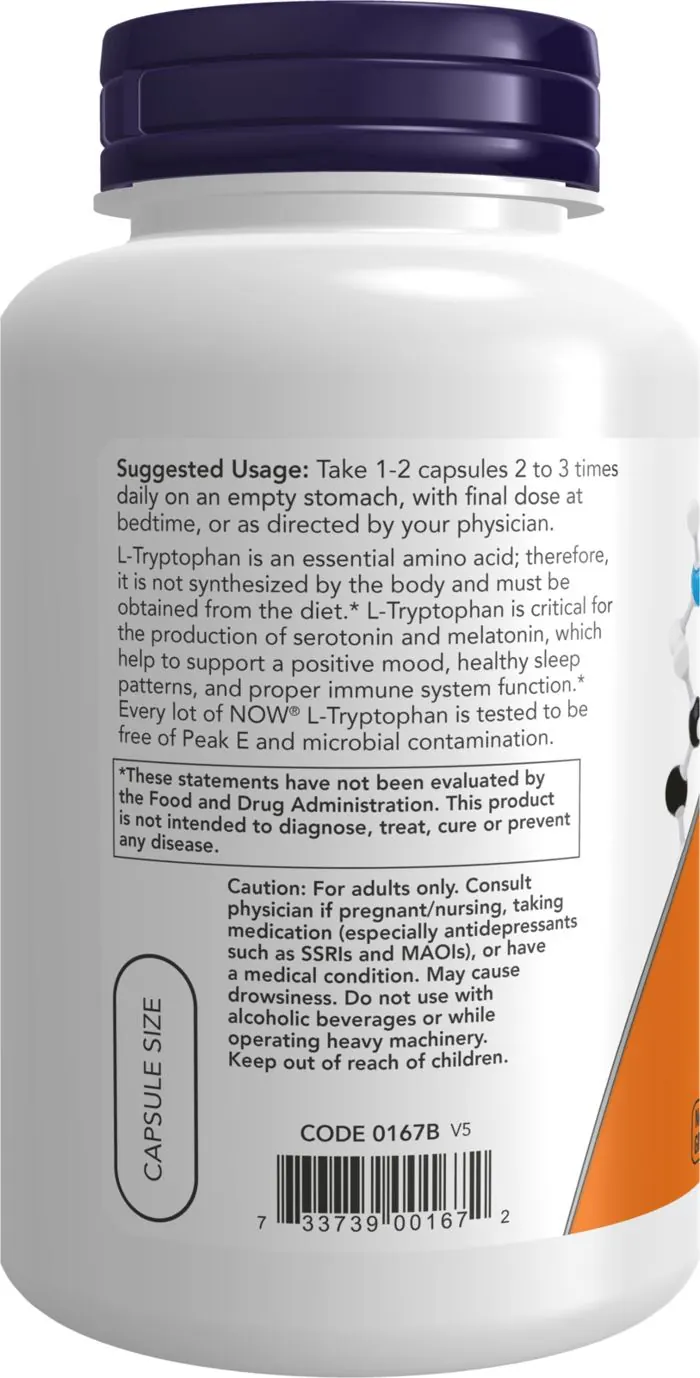 Suggested Usage: Take 1-2 capsules 2 to 3 times
daily on an empty stomach, with final dose at
bedtime, or as directed by your physician.
L-Tryptophan is an essential amino acid; therefore,
it is not synthesized by the body and must be
obtained from the diet.* L-Tryptophan is critical for
the production of serotonin and melatonin, which
help to support a positive mood, healthy sleep
patterns, and proper immune system function.*
Every lot of NOW® L-Tryptophan is tested to be
free of Peak E and microbial contamination.
*These statements have not been evaluated by
the Food and Drug Administration. This product
is not intended to diagnose, treat, cure or prevent
any disease.
Caution: For adults only. Consult
physician if pregnant/nursing, taking
medication (especially antidepressants
such as SSRIs and MAOIs), or have
a medical condition. May cause
drowsiness. Do not use with
alcoholic beverages or while
operating heavy machinery.
Keep out of reach of children.
CAPSULE SIZE
CODE 0167B V5
7 33739 00167 2